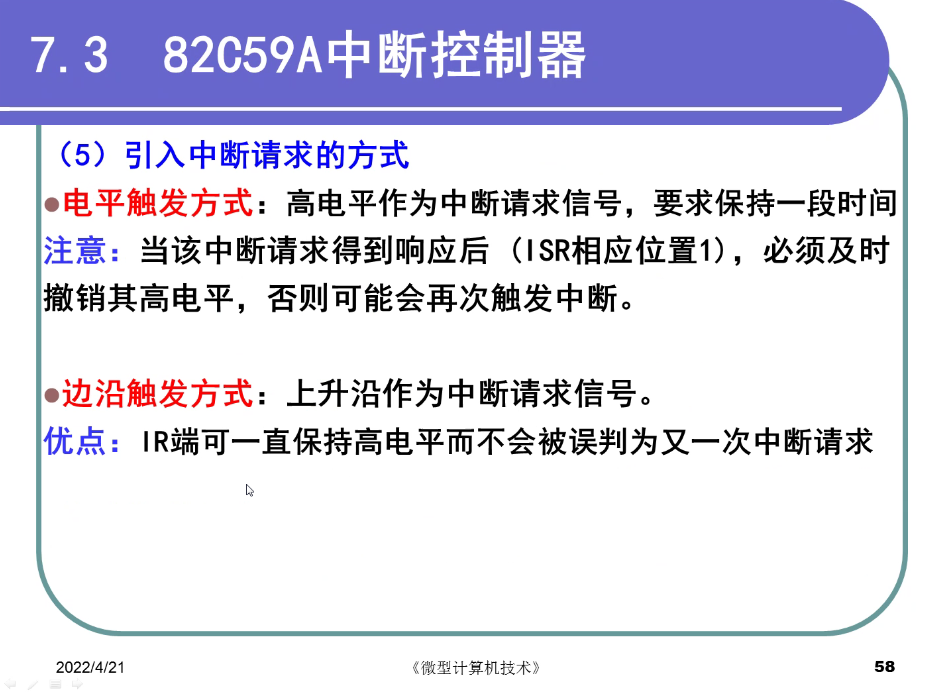 7.3 82C59A中断控制器
（5）引入中断请求的方式
●电平触发方式：高电平作为中断请求信号，要求保持一段时间
注意：当该中断请求得到响应后（ISR相应位置1），必须及时
撤销其高电平，否则可能会再次触发中断。
●边沿触发方式：上升沿作为中断请求信号。
优点：IR端可一直保持高电平而不会被误判为又一次中断请求
2022/4/21
《微型计算机技术》
58